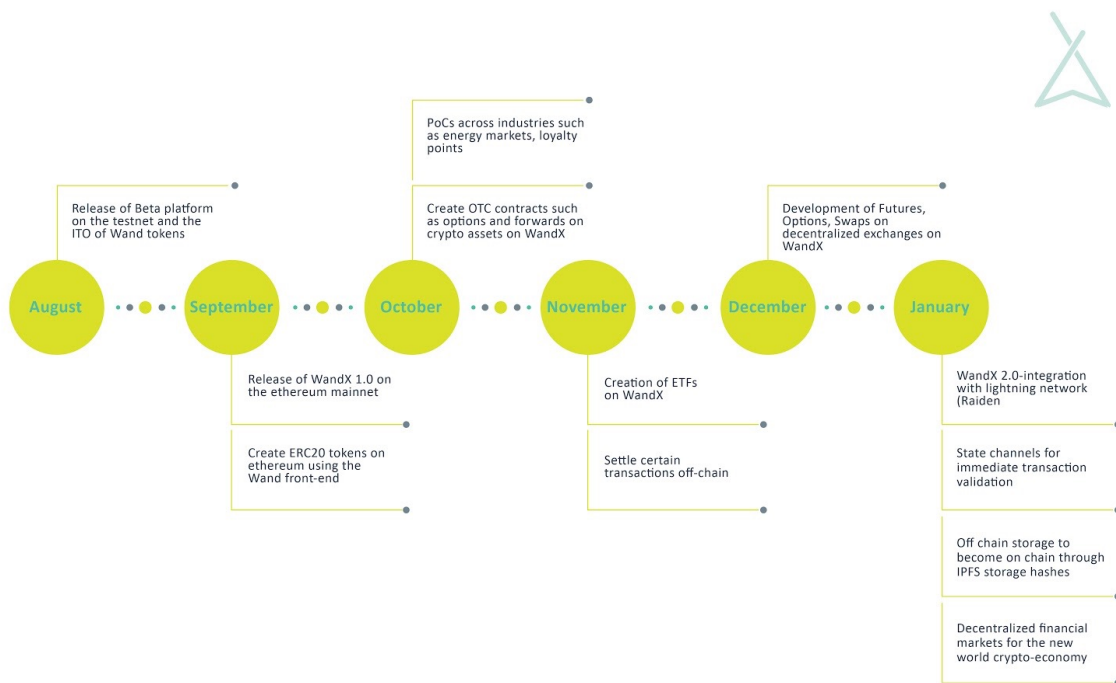 PoCs across industries such
as energy markets, loyalty
points
Release of Beta platform
on the testnet and the
ITO of Wand tokens
Create OTC contracts such
as options and forwards on
crypto assets on WandX
Development of Futures,
Options, Swaps on
decentralized exchanges on
WandX
August
September
October
November
December
January
Release of WandX 1.0 on
the ethereum mainnet
Create ERC20 tokens on
ethereum using the
Wand front-end
Creation of ETFs
on WandX
Settle certain
transactions off-chain
WandX 2.0-integration
with lightning network
(Raiden
State channels for
immediate transaction
validation
Off chain storage to
become on chain through
IPFS storage hashes
Decentralized financial
markets for the new
world crypto-economy